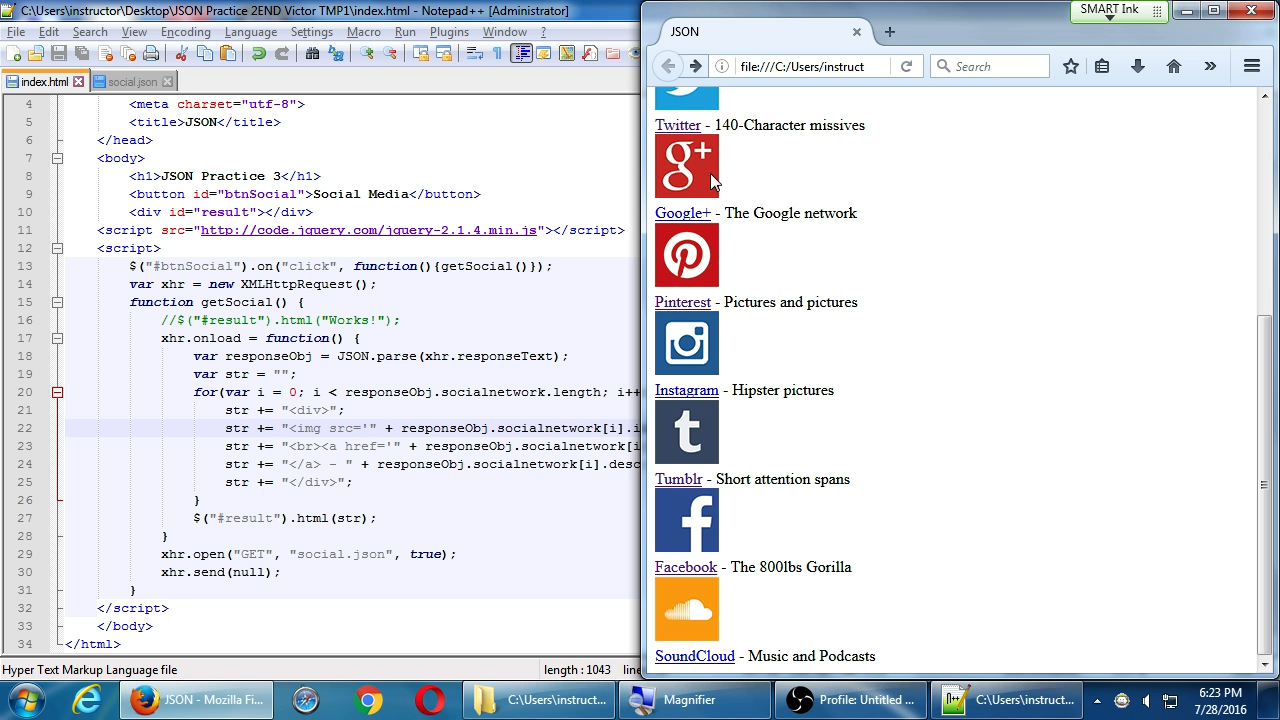 C:\Users\instructor\Desktop\JSON Practice 2END Victor TMP1\index.html - Notepad++ [Administrator]
File Edit Search View Encoding Language Settings Macro Run Plugins Window ?
index.html social.json
4 <meta charset="utf-8">
5 <title>JSON</title>
6 </head>
7 <body>
8 <h1>JSON Practice 3</h1>
9 <button id="btnSocial">Social Media</button>
10 <div id="result"></div>
11 <script src="http://code.jquery.com/jquery-2.1.4.min.js"></script>
12 <script>
13 $("#btnSocial").on("click", function(){getSocial()});
14 var xhr = new XMLHttpRequest();
15 function getSocial() {
16 //$("#result").html("Works!");
17 xhr.onload = function() {
18 var responseObj = JSON.parse(xhr.responseText);
19 var str = "";
20 for(var i = 0; i < responseObj.socialnetwork.length; i++
21 str += "<div>";
22 str += "<img src='" + responseObj.socialnetwork[i].i
23 str += "<br><a href='" + responseObj.socialnetwork[i
24 str += "</a> - " + responseObj.socialnetwork[i].desc
25 str += "</div>";
26 }
27 $("#result").html(str);
28 }
29 xhr.open("GET", "social.json", true);
30 xhr.send(null);
31 }
32 </script>
33 </body>
34 </html>
Hyper Text Markup Language file length : 1043 line
SMART Ink
JSON
file:///C:/Users/instruct Search
Twitter - 140-Character missives
g+
Google+ - The Google network
Pinterest - Pictures and pictures
Instagram - Hipster pictures
t
Tumblr - Short attention spans
f
Facebook - The 800lbs Gorilla
SoundCloud - Music and Podcasts
JSON - Mozilla Fi... C:\Users\instruct... Magnifier Profile: Untitled ... C:\Users\instruct...
6:23 PM
7/28/2016